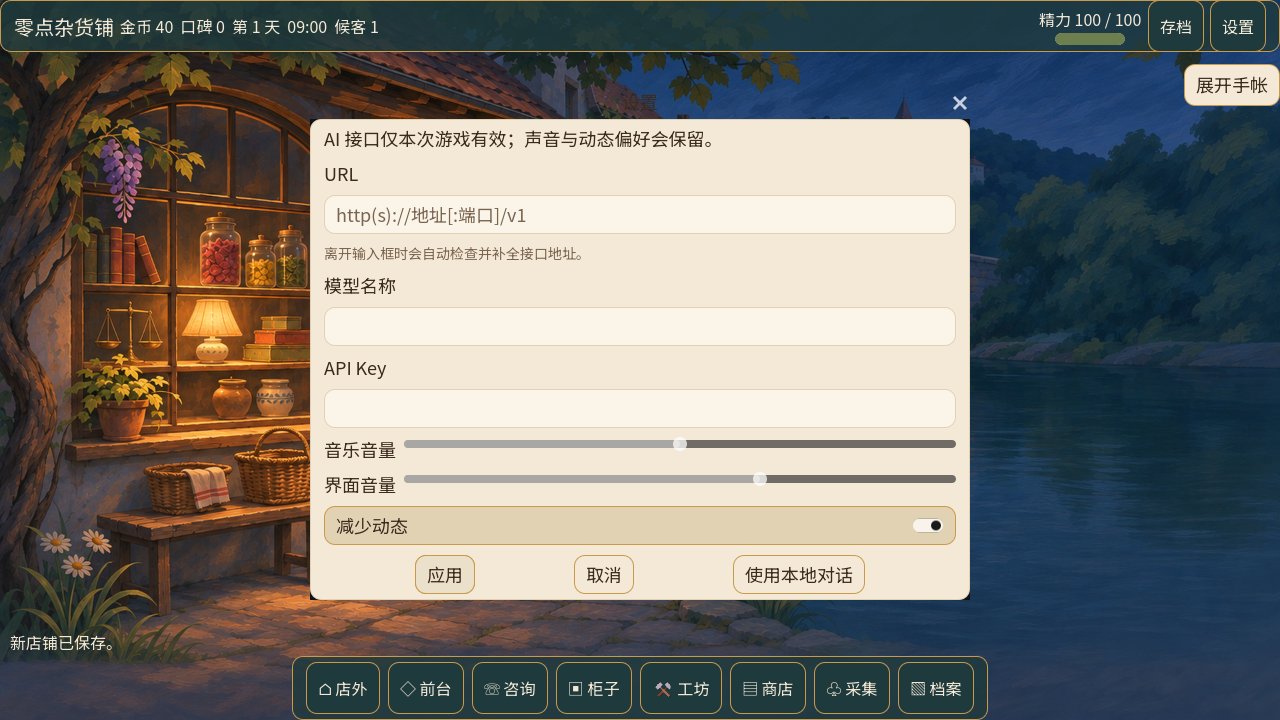 零点杂货铺 金币 40 口碑 0 第 1 天 09:00 候客 1
精力 100 / 100
存档
设置
展开手帐
设置
×
AI 接口仅本次游戏有效；声音与动态偏好会保留。
URL
http(s)://地址[:端口]/v1
离开输入框时会自动检查并补全接口地址。
模型名称
API Key
音乐音量
界面音量
减少动态
应用
取消
使用本地对话
新店铺已保存。
店外
前台
咨询
柜子
工坊
商店
采集
档案